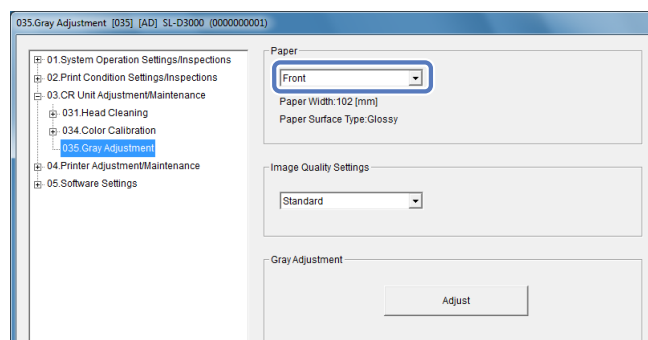 035.Gray Adjustment [035] [AD] SL-D3000 (0000000001)
01.System Operation Settings/Inspections
02.Print Condition Settings/Inspections
03.CR Unit Adjustment/Maintenance
031.Head Cleaning
034.Color Calibration
035.Gray Adjustment
04.Printer Adjustment/Maintenance
05.Software Settings
Paper
Front
Paper Width:102 [mm]
Paper Surface Type:Glossy
Image Quality Settings
Standard
Gray Adjustment
Adjust